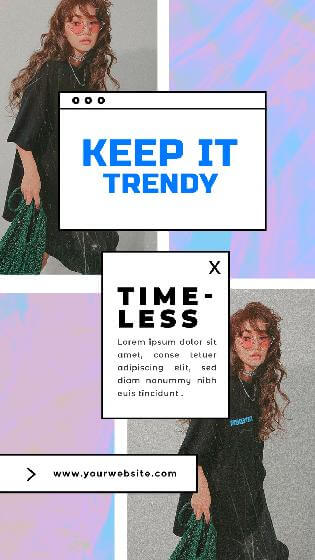 KEEP IT
TRENDY
X
TIME-
LESS
Lorem ipsum dolor sit
amet, conse tetuer
adipiscing elit, sed
diam nonummy nibh
euis tincidunt.
www.yourwebsite.com